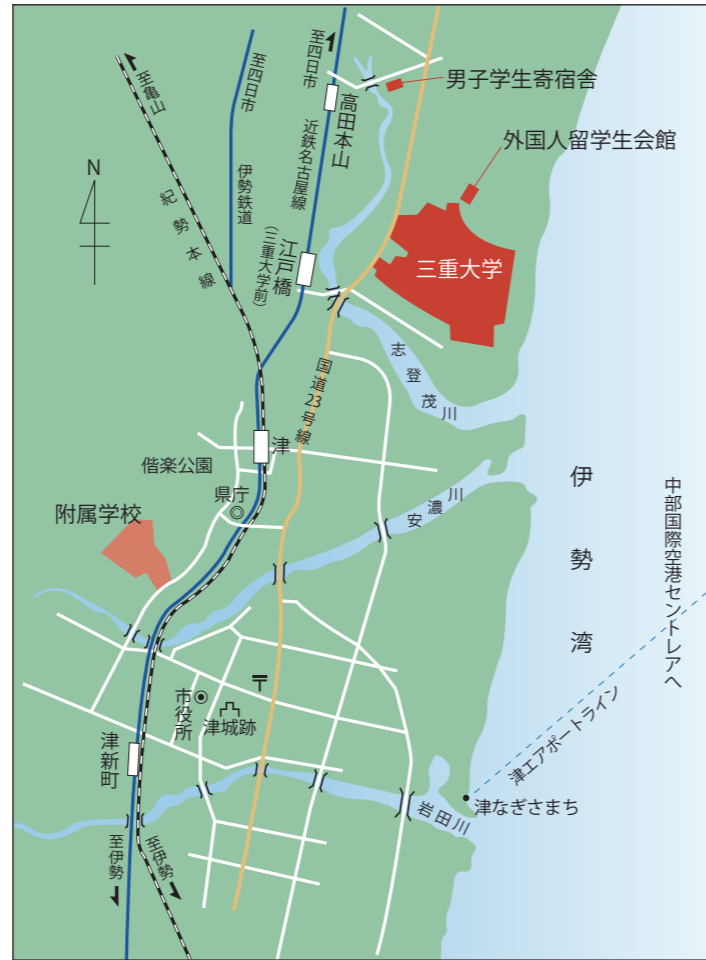 至亀山
至四日市
至四日市
男子学生寄宿舎
高田本山
外国人留学生会館
N
紀勢本線
伊勢鉄道
近鉄名古屋線
江戸橋
(三重大学前)
三重大学
国道23号線
志登茂川
津
偕楽公園
県庁
附属学校
安濃川
伊勢湾
中部国際空港セントレアへ
津エアポートライン
〒
市役所
津城跡
津新町
岩田川
津なぎさまち
至伊勢
至伊勢